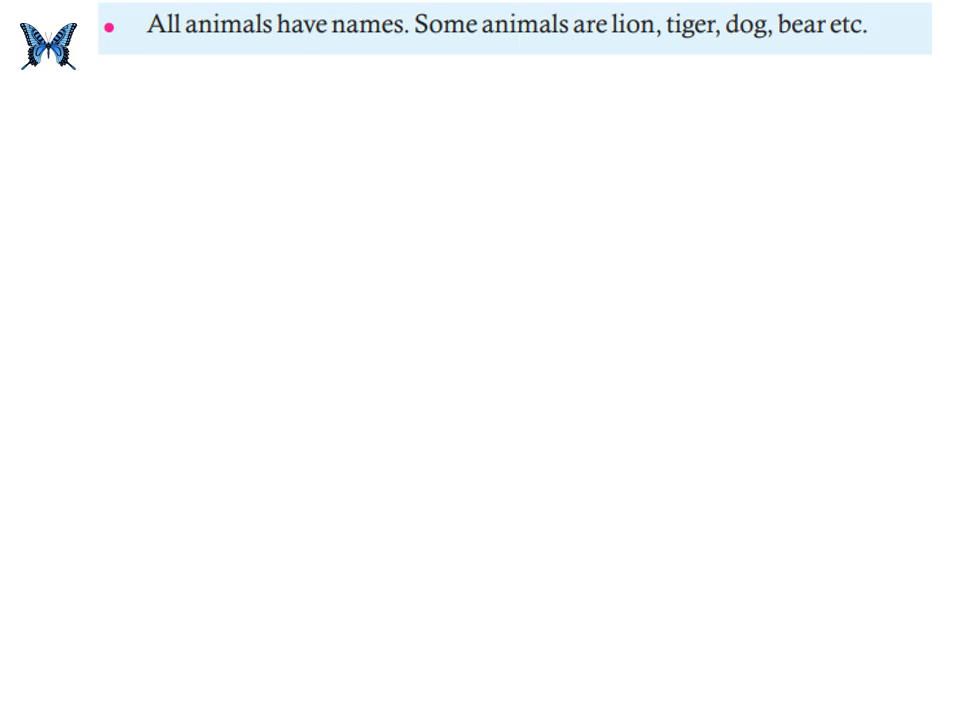 • All animals have names. Some animals are lion, tiger, dog, bear etc.